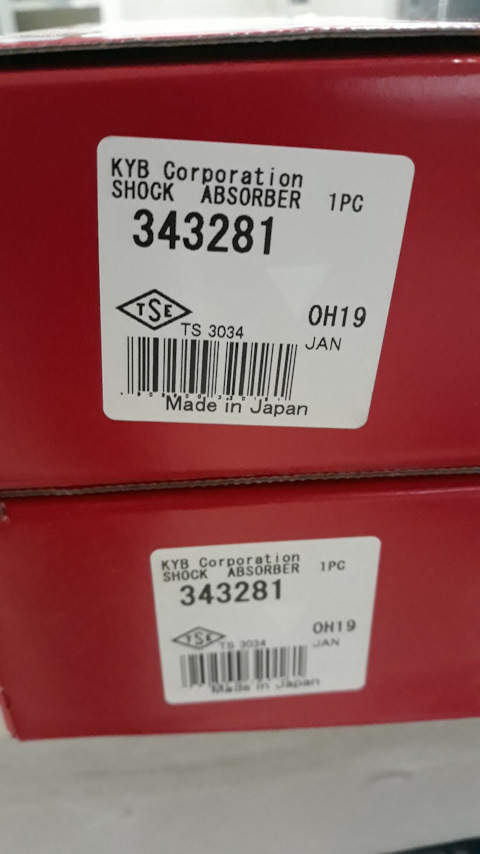 KYB Corporation
SHOCK ABSORBER 1PC
343281
TSE
TS 3034
OH19
JAN
Made in Japan
KYB Corporation
SHOCK ABSORBER 1PC
343281
TSE
TS 3034
OH19
JAN
Made in Japan